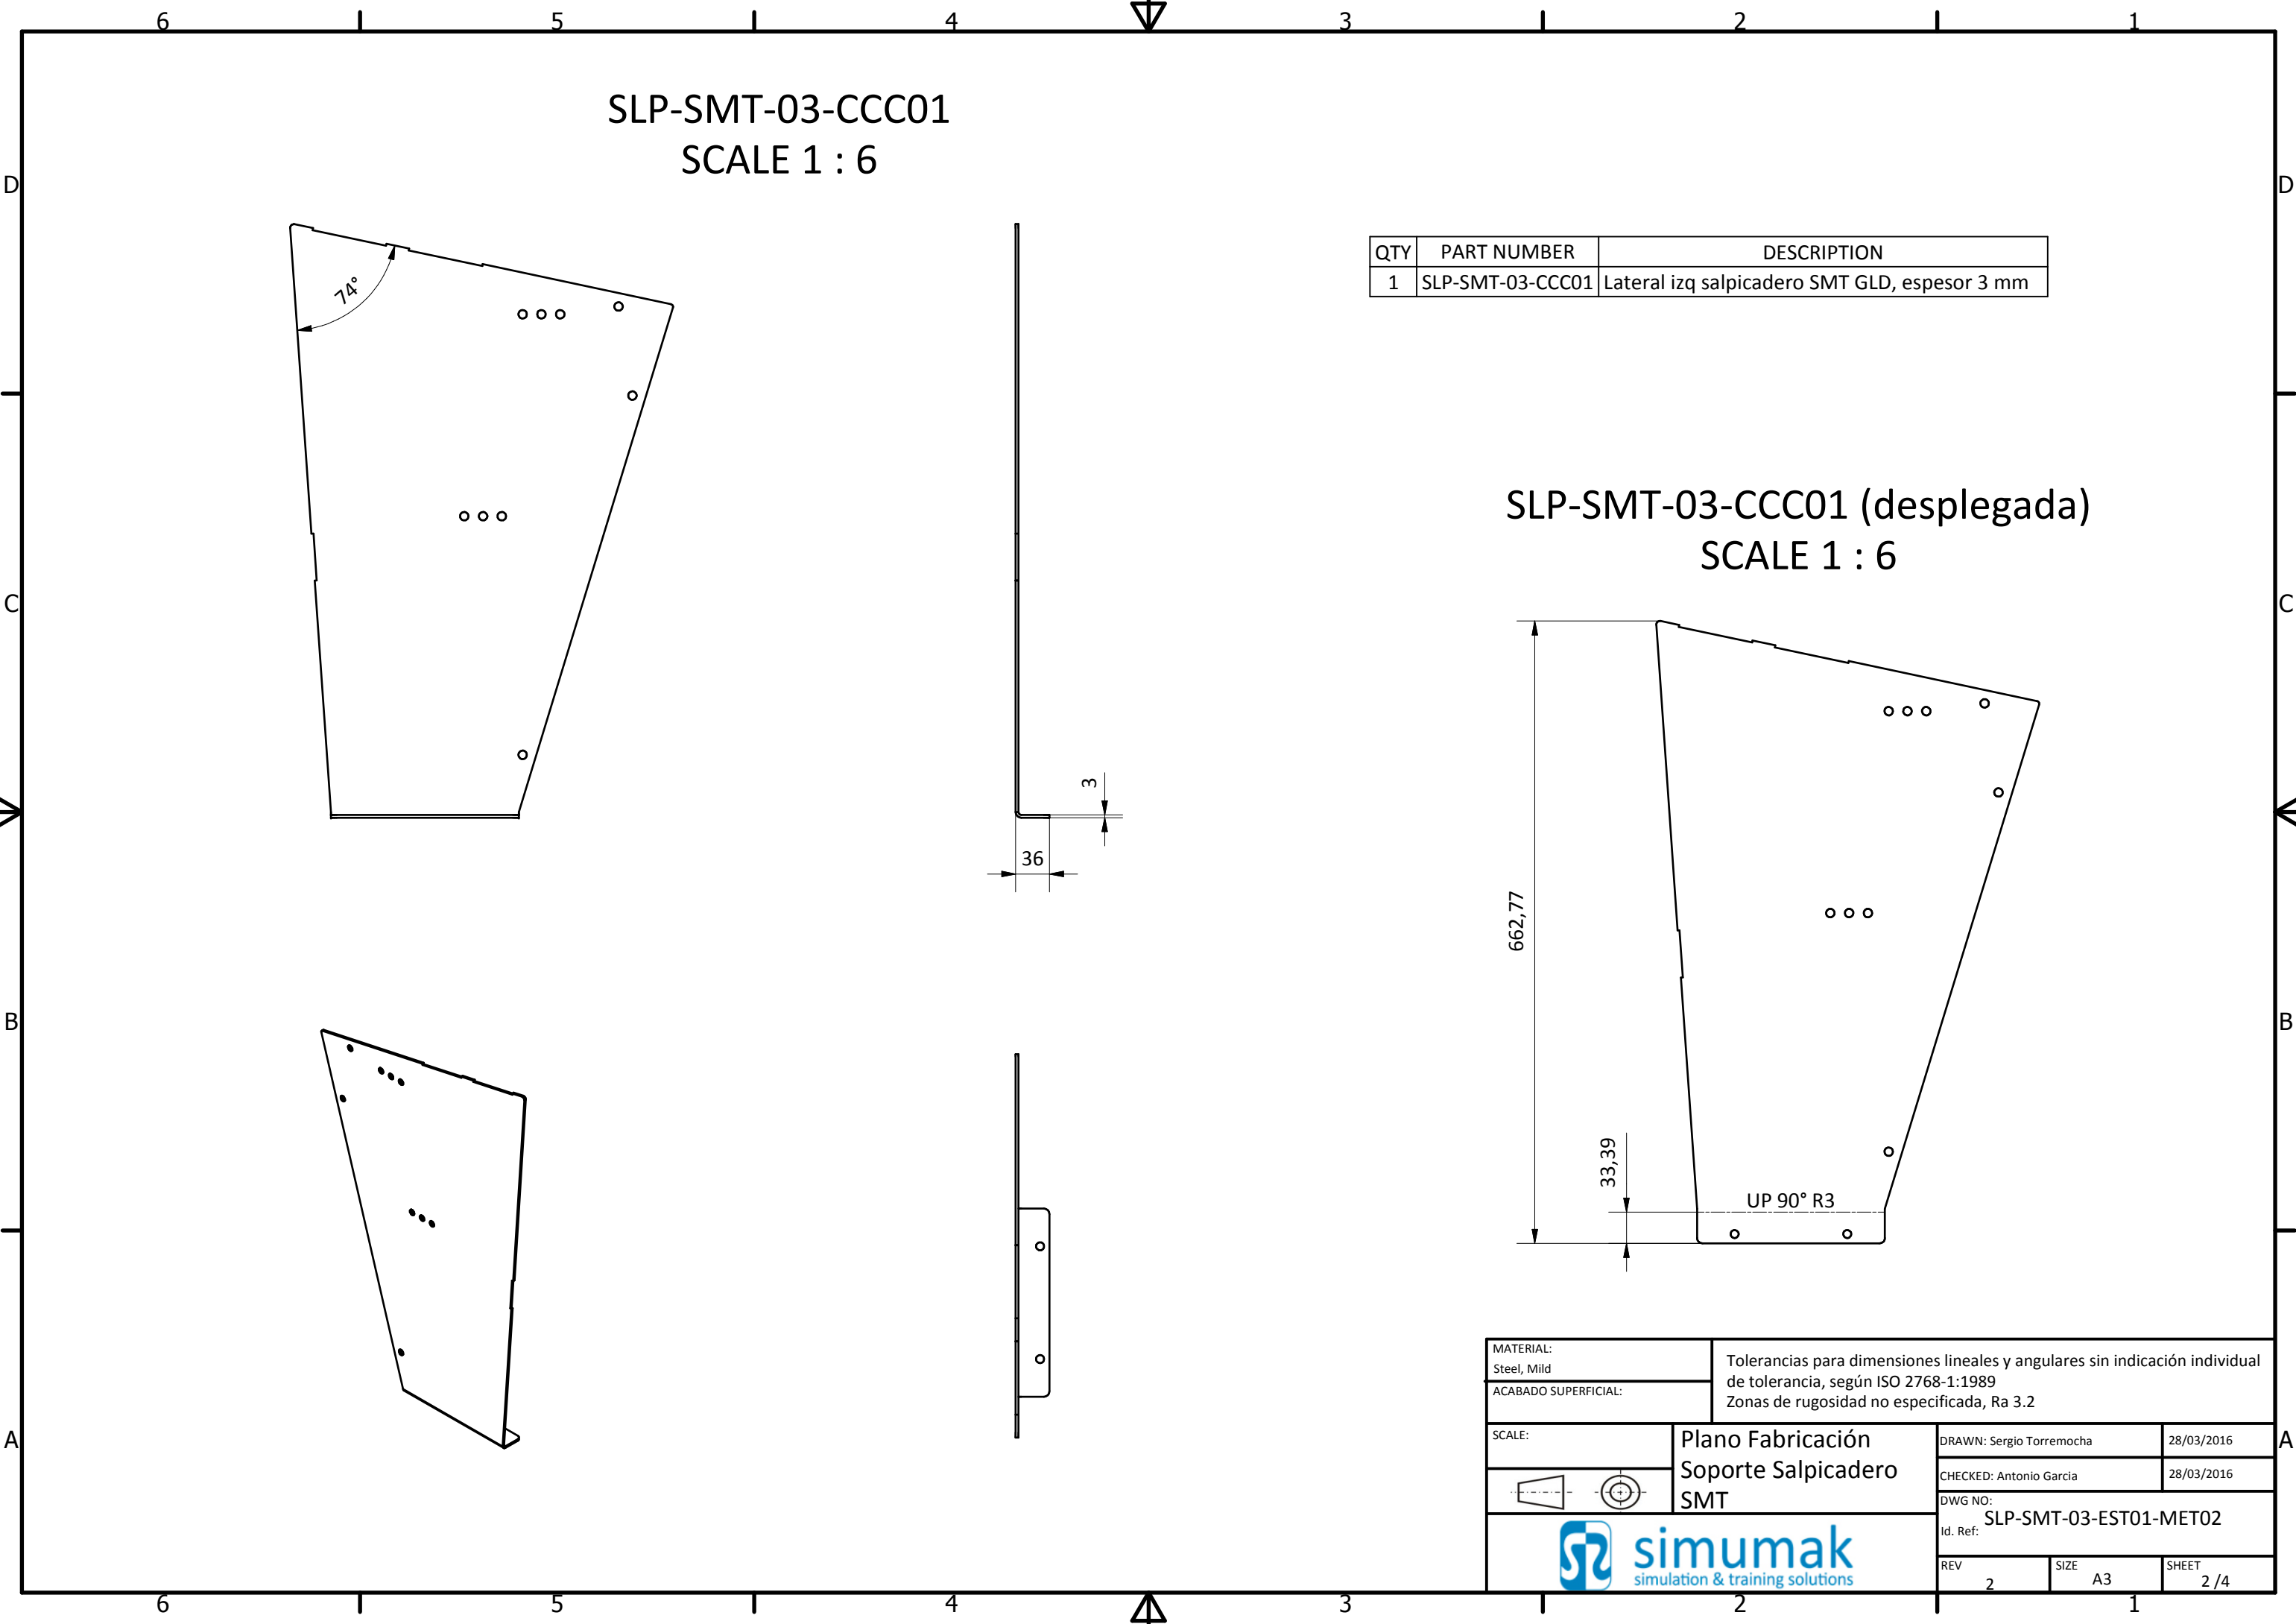 6 5 4 3 2 1
SLP-SMT-03-CCC01
SCALE 1 : 6
D D
74°
QTY PART NUMBER DESCRIPTION
1 SLP-SMT-03-CCC01 Lateral izq salpicadero SMT GLD, espesor 3 mm
SLP-SMT-03-CCC01 (desplegada)
SCALE 1 : 6
C C
3
36
662,77
33,39
UP 90° R3
B B
A A
MATERIAL:
Steel, Mild
ACABADO SUPERFICIAL:
Tolerancias para dimensiones lineales y angulares sin indicación individual
de tolerancia, según ISO 2768-1:1989
Zonas de rugosidad no especificada, Ra 3.2
SCALE:
Plano Fabricación
Soporte Salpicadero
SMT
DRAWN: Sergio Torremocha 28/03/2016
CHECKED: Antonio Garcia 28/03/2016
DWG NO:
Id. Ref: SLP-SMT-03-EST01-MET02
simumak
simulation & training solutions
REV 2
SIZE A3
SHEET 2 /4
6 5 4 3 2 1